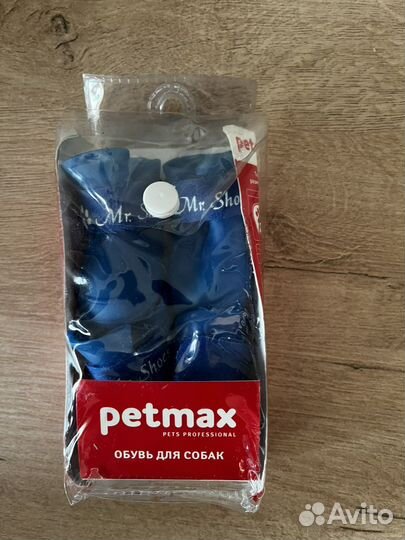 pet
Mr. Shoe
Mr. Shoe
Shoe
petmax
PETS PROFESSIONAL
ОБУВЬ ДЛЯ СОБАК
Avito